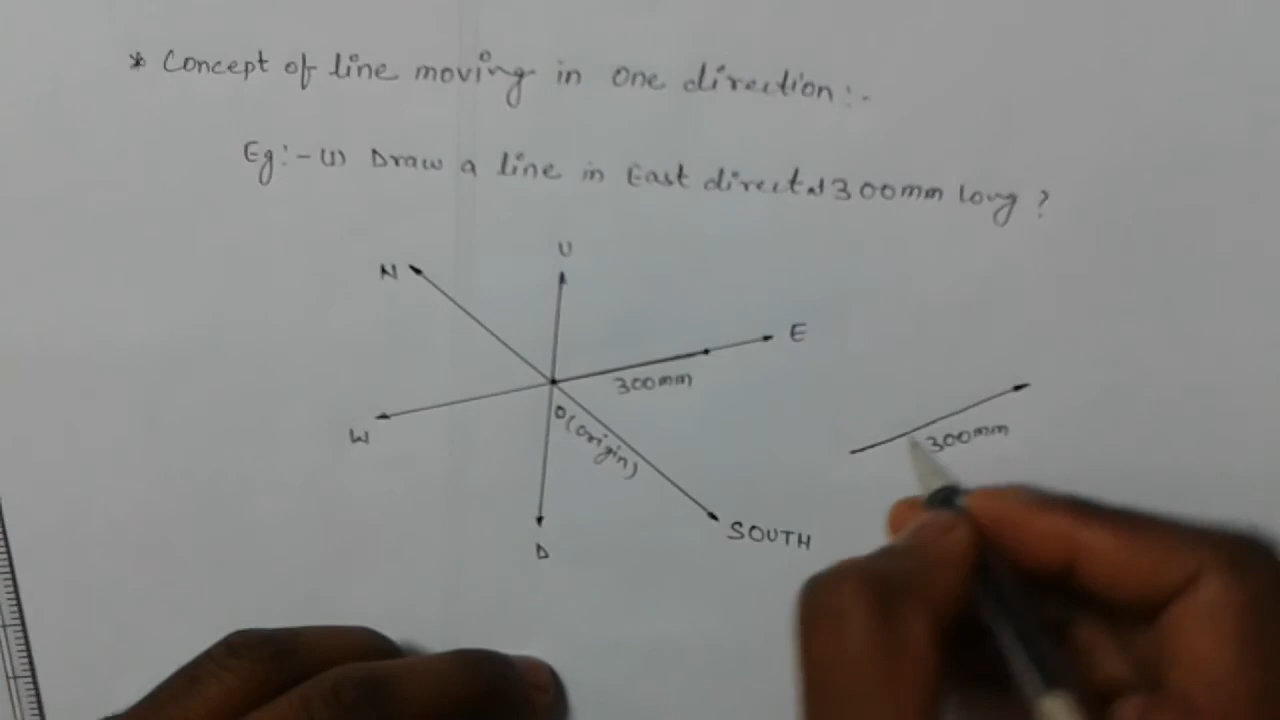 * Concept of line moving in one direction:-
Eg:-(1) Draw a line in East directn 300mm long ?
U
N
E
300mm
W
O(origin)
300mm
SOUTH
D